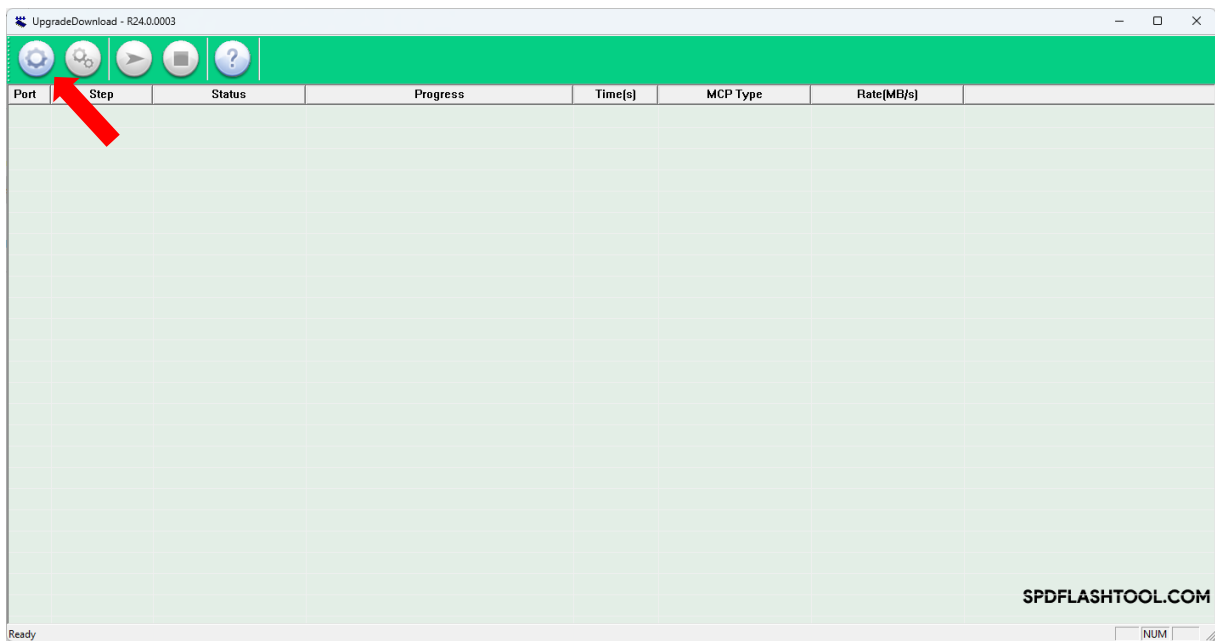 UpgradeDownload - R24.0.0003
?
Port Step Status Progress Time(s) MCP Type Rate(MB/s)
SPDFLASHTOOL.COM
Ready NUM